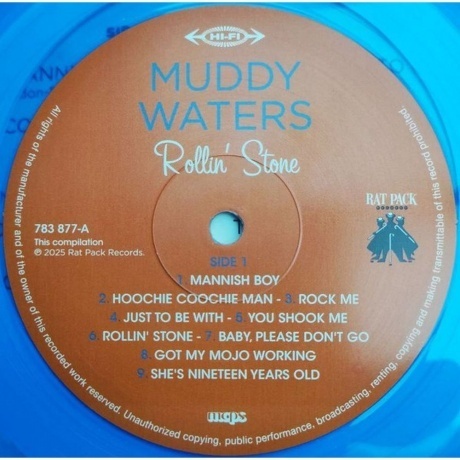 HI-FI
MUDDY
WATERS
Rollin' Stone
783 877-A
This compilation
℗ 2025 Rat Pack Records.
RAT PACK
SIDE 1
1. MANNISH BOY
2. HOOCHIE COOCHIE MAN - 3. ROCK ME
4. JUST TO BE WITH - 5. YOU SHOOK ME
6. ROLLIN' STONE - 7. BABY, PLEASE DON'T GO
8. GOT MY MOJO WORKING
9. SHE'S NINETEEN YEARS OLD
mcps
All rights of the manufacturer and of the owner of this recorded work reserved. Unauthorized copying, public performance, broadcasting, renting, copying and making transmittable of this record prohibited.